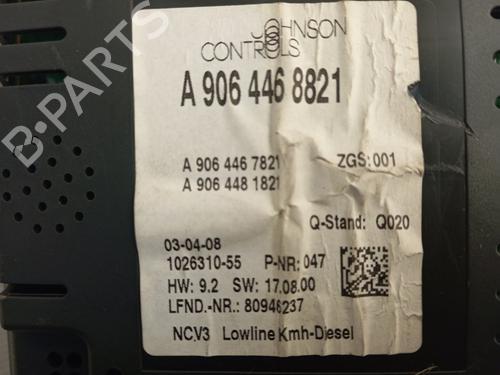 JOHNSON
CONTROLS
A 906 446 8821
A 906 446 7821 ZGS: 001
A 906 448 1821
Q-Stand: Q020
03-04-08
1026310-55 P-NR: 047
HW: 9.2 SW: 17.08.00
LFND.-NR.: 80946237
NCV3 Lowline Kmh-Diesel
B-Parts